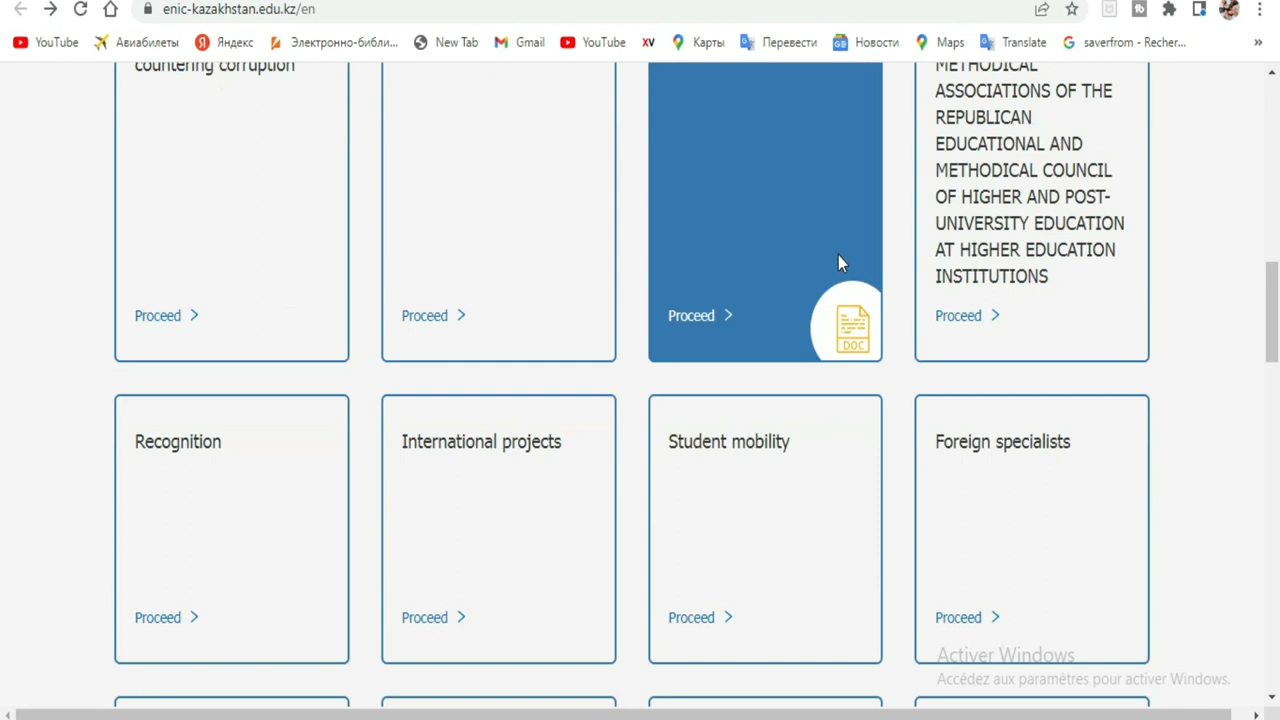 enic-kazakhstan.edu.kz/en
YouTube Авиабилеты Яндекс Электронно-библи... New Tab Gmail YouTube XV Карты Перевести Новости Maps Translate saverfrom - Recher... »
countering corruption
METHODICAL
ASSOCIATIONS OF THE
REPUBLICAN
EDUCATIONAL AND
METHODICAL COUNCIL
OF HIGHER AND POST-
UNIVERSITY EDUCATION
AT HIGHER EDUCATION
INSTITUTIONS
Proceed
Proceed
Proceed
DOC
Proceed
Recognition
International projects
Student mobility
Foreign specialists
Proceed
Proceed
Proceed
Proceed
Activer Windows
Accédez aux paramètres pour activer Windows.